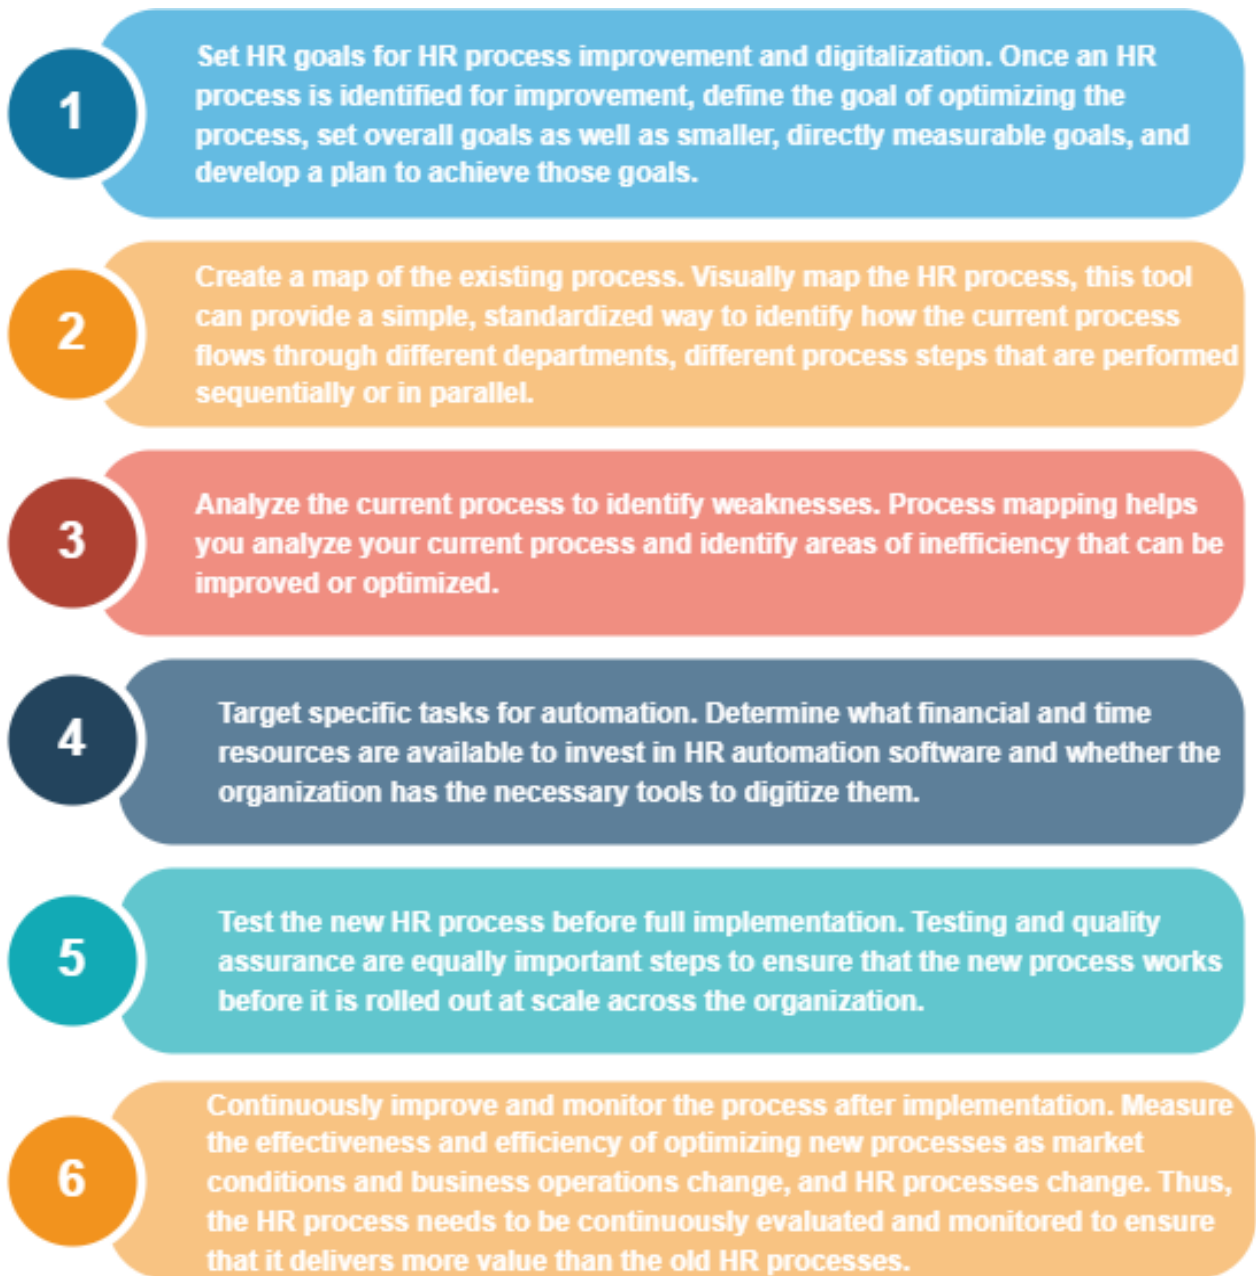 1
Set HR goals for HR process improvement and digitalization. Once an HR
process is identified for improvement, define the goal of optimizing the
process, set overall goals as well as smaller, directly measurable goals, and
develop a plan to achieve those goals.
2
Create a map of the existing process. Visually map the HR process, this tool
can provide a simple, standardized way to identify how the current process
flows through different departments, different process steps that are performed
sequentially or in parallel.
3
Analyze the current process to identify weaknesses. Process mapping helps
you analyze your current process and identify areas of inefficiency that can be
improved or optimized.
4
Target specific tasks for automation. Determine what financial and time
resources are available to invest in HR automation software and whether the
organization has the necessary tools to digitize them.
5
Test the new HR process before full implementation. Testing and quality
assurance are equally important steps to ensure that the new process works
before it is rolled out at scale across the organization.
6
Continuously improve and monitor the process after implementation. Measure
the effectiveness and efficiency of optimizing new processes as market
conditions and business operations change, and HR processes change. Thus,
the HR process needs to be continuously evaluated and monitored to ensure
that it delivers more value than the old HR processes.